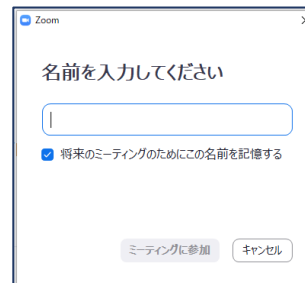 Zoom
名前を入力してください
将来のミーティングのためにこの名前を記憶する
ミーティングに参加 キャンセル